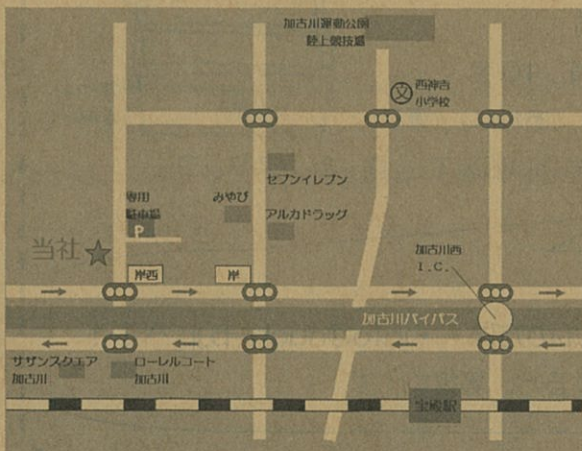 加古川運動公園
陸上競技場
西神吉
小学校
セブンイレブン
専用
駐車場
P
みやび
アルカドラッグ
当社
加古川西
I.C.
岸西
岸
加古川バイパス
サザンスクエア
加古川
ローレルコート
加古川
宝殿駅